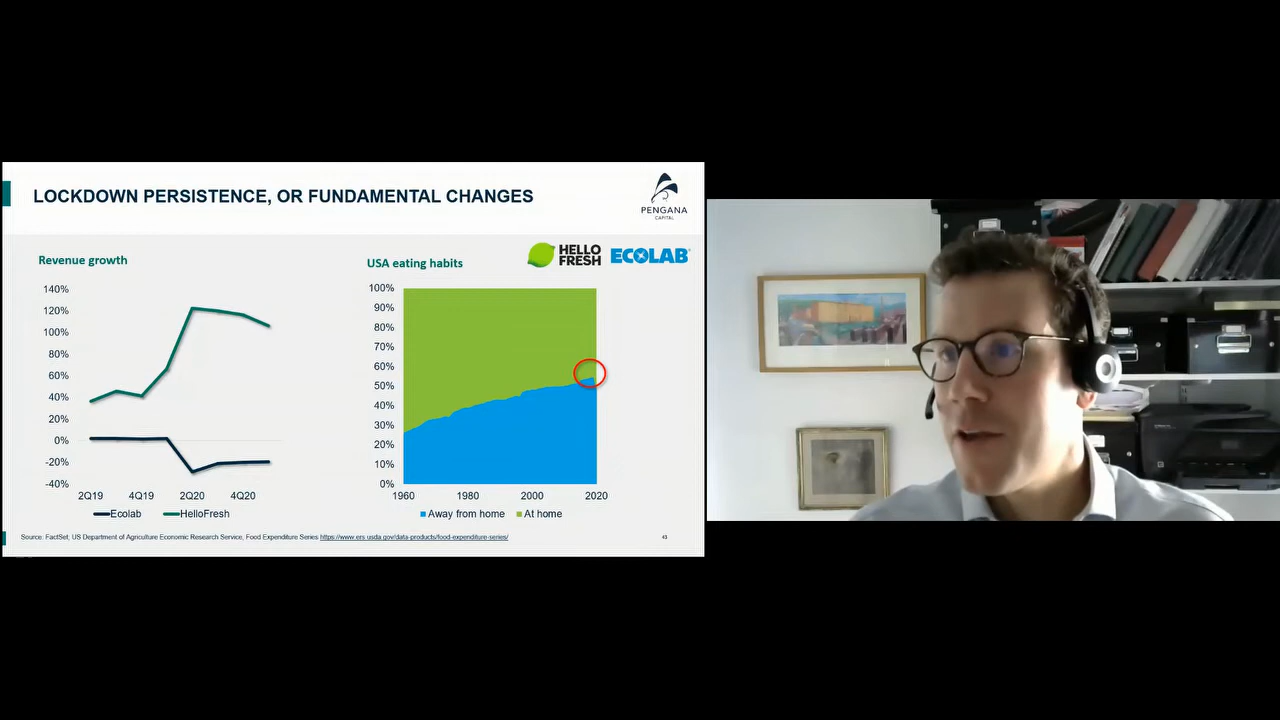 LOCKDOWN PERSISTENCE, OR FUNDAMENTAL CHANGES
PENGANA
CAPITAL
Revenue growth
140%
120%
100%
80%
60%
40%
20%
0%
-20%
-40%
2Q19
4Q19
2Q20
4Q20
Ecolab
HelloFresh
USA eating habits
HELLO
FRESH
ECOLAB®
100%
90%
80%
70%
60%
50%
40%
30%
20%
10%
0%
1960
1980
2000
2020
Away from home
At home
Source: FactSet, US Department of Agriculture Economic Research Service, Food Expenditure Series https://www.ers.usda.gov/data-products/food-expenditure-series/
43